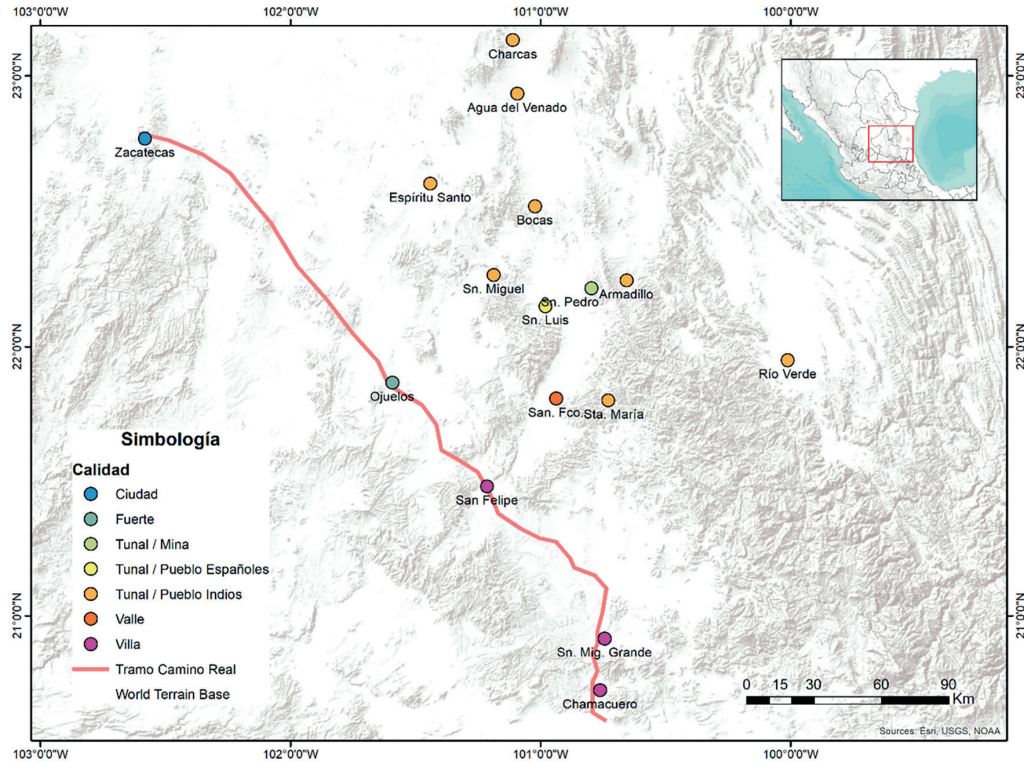 103°0'0"W 102°0'0"W 101°0'0"W 100°0'0"W
23°0'0"N
23°0'0"N
Charcas
Agua del Venado
Zacatecas
Espíritu Santo
Bocas
Sn. Miguel
Armadillo
Sn. Pedro
Sn. Luis
22°0'0"N
22°0'0"N
Río Verde
Ojuelos
San. Fco.
Sta. María
San Felipe
Simbología
Calidad
Ciudad
Fuerte
Tunal / Mina
Tunal / Pueblo Españoles
Tunal / Pueblo Indios
Valle
Villa
Tramo Camino Real
World Terrain Base
21°0'0"N
21°0'0"N
Sn. Mig. Grande
Chamacuero
0 15 30 60 90
Km
Sources: Esri, USGS, NOAA
103°0'0"W 102°0'0"W 101°0'0"W 100°0'0"W